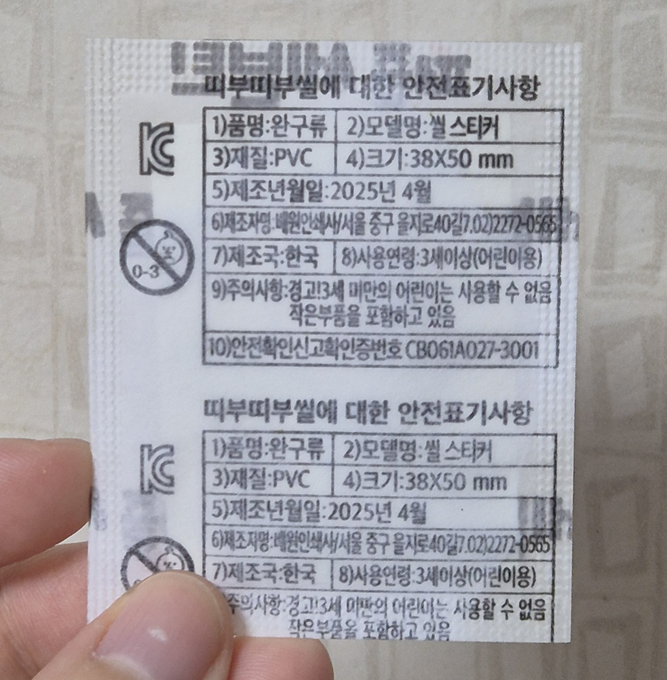 띠부띠부씰에 대한 안전표기사항
1)품명:완구류 2)모델명:씰 스티커
3)재질:PVC 4)크기:38X50 mm
5)제조년월일:2025년 4월
6)제조자명:배원인쇄사/서울 중구 을지로40길7.02)2272-0565
7)제조국:한국 8)사용연령:3세이상(어린이용)
0-3
9)주의사항:경고!3세 미만의 어린이는 사용할 수 없음
작은부품을 포함하고 있음
10)안전확인신고확인증번호 CB061A027-3001
띠부띠부씰에 대한 안전표기사항
1)품명:완구류 2)모델명:씰 스티커
3)재질:PVC 4)크기:38X50 mm
5)제조년월일:2025년 4월
6)제조자명:배원인쇄사/서울 중구 을지로40길7.02)2272-0565
7)제조국:한국 8)사용연령:3세이상(어린이용)
주의사항:경고!3세 미만의 어린이는 사용할 수 없음
작은부품을 포함하고 있음